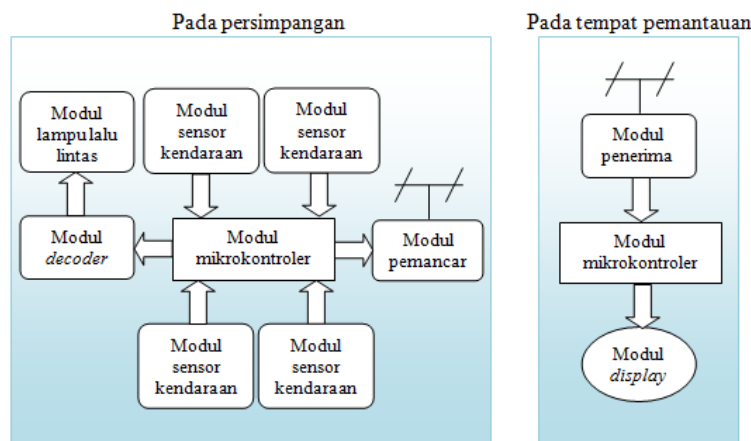 Pada persimpangan
Modul
lampu lalu
lintas
Modul
sensor
kendaraan
Modul
sensor
kendaraan
Modul
decoder
Modul
mikrokontroler
Modul
pemancar
Modul
sensor
kendaraan
Modul
sensor
kendaraan
Pada tempat pemantauan
Modul
penerima
Modul
mikrokontroler
Modul
display